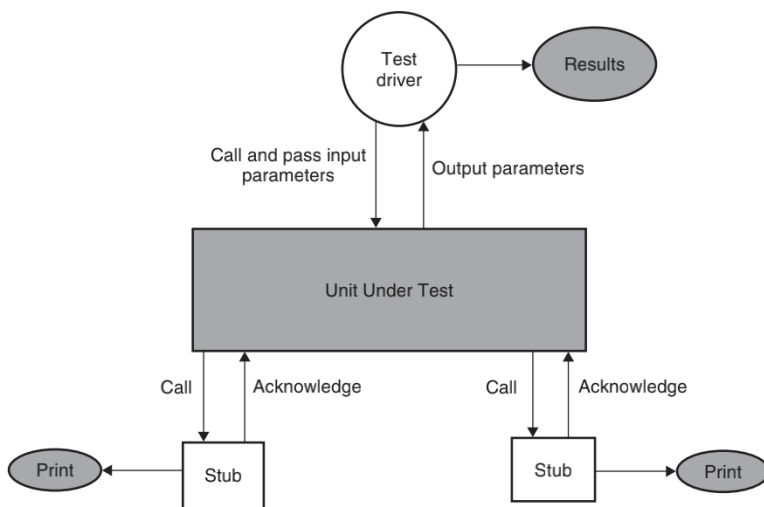 Test
driver
Results
Call and pass input
parameters
Output parameters
Unit Under Test
Call
Acknowledge
Call
Acknowledge
Print
Stub
Stub
Print